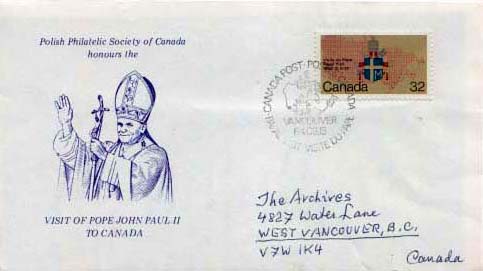 Polish Philatelic Society of Canada
honours the
VISIT OF POPE JOHN PAUL II
TO CANADA
Canada 32
CANADA POST
VANCOUVER
The Archives
4827 Water Lane
WEST VANCOUVER, B.C.
V7W 1K4
Canada